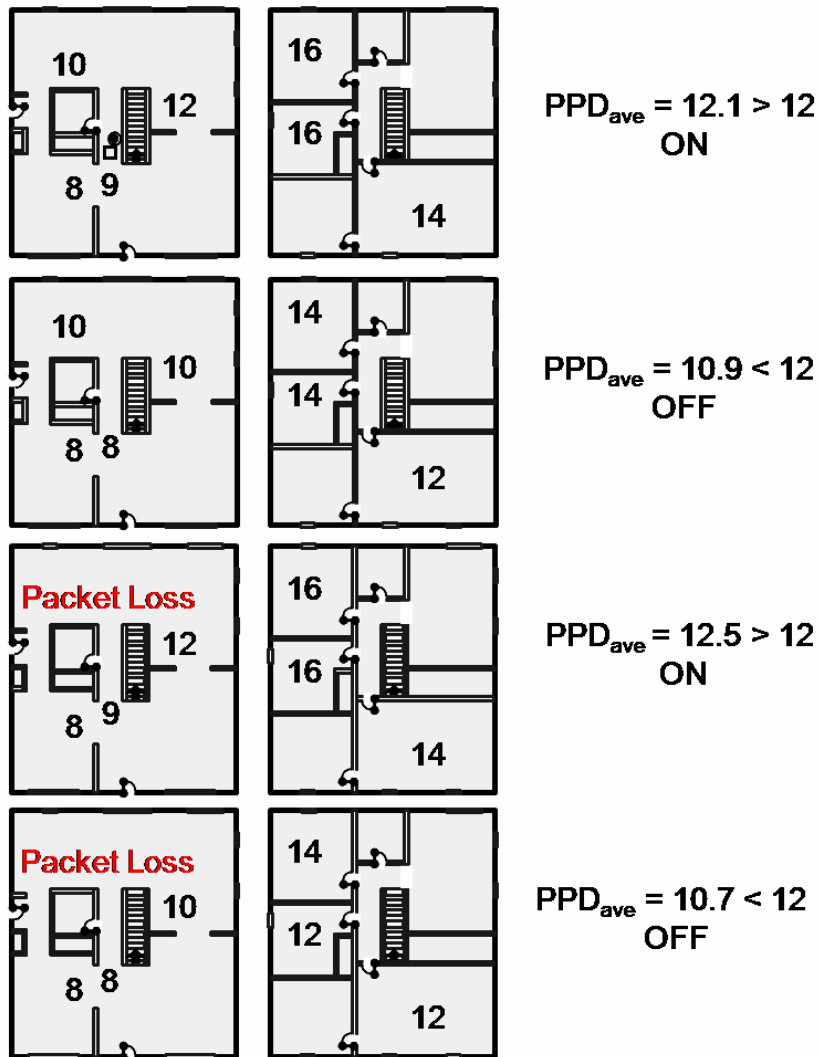 10
12
8
9
16
16
14
PPDave = 12.1 > 12
ON
10
10
8
8
14
14
12
PPDave = 10.9 < 12
OFF
Packet Loss
12
8
9
16
16
14
PPDave = 12.5 > 12
ON
Packet Loss
10
8
8
14
12
12
PPDave = 10.7 < 12
OFF